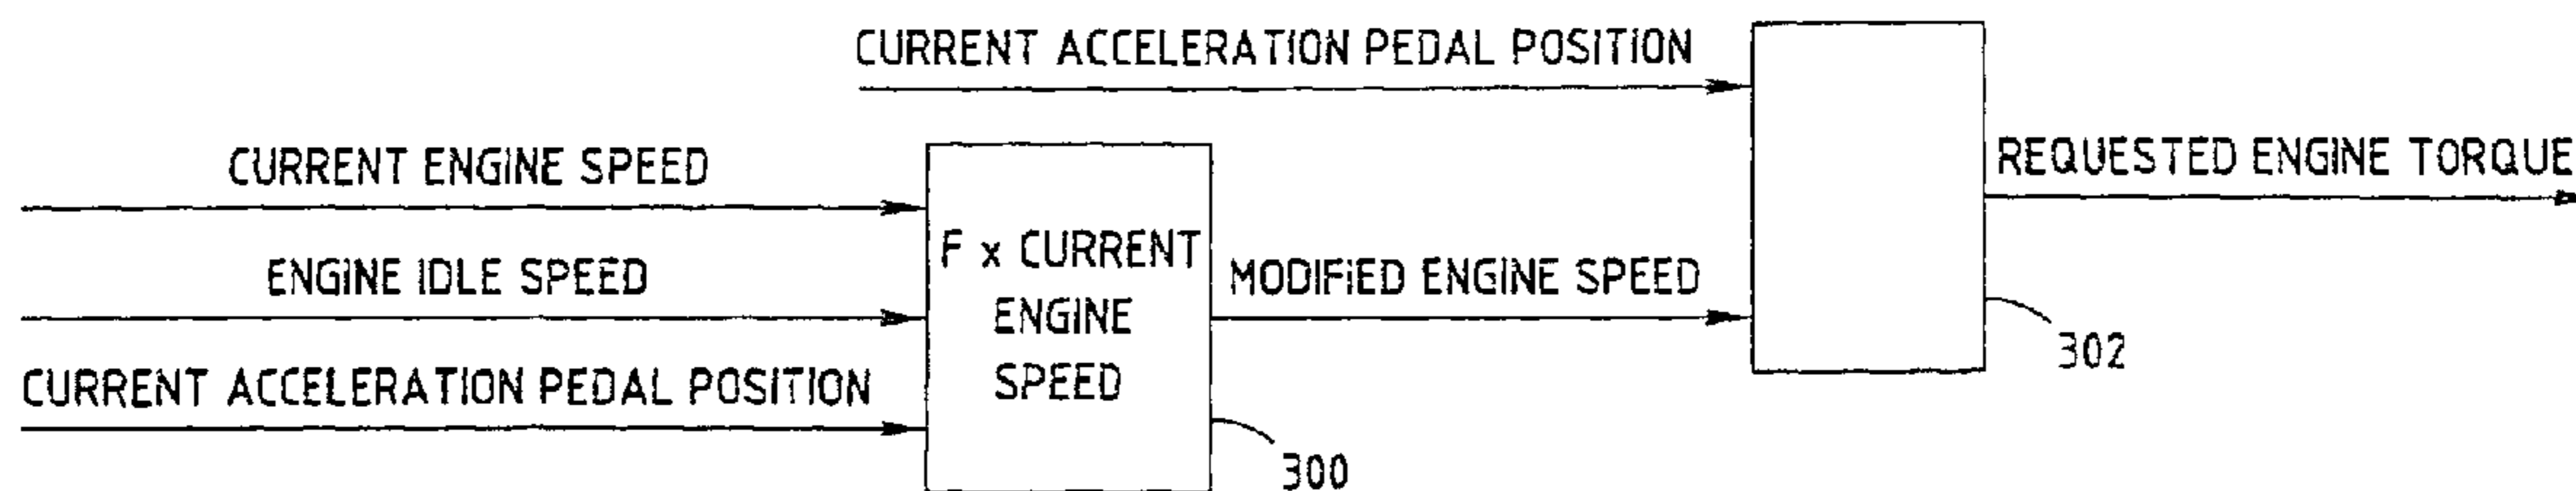 CURRENT ACCELERATION PEDAL POSITION
CURRENT ENGINE SPEED
REQUESTED ENGINE TORQUE
F x CURRENT
ENGINE
SPEED
ENGINE IDLE SPEED
MODIFIED ENGINE SPEED
302
CURRENT ACCELERATION PEDAL POSITION
300